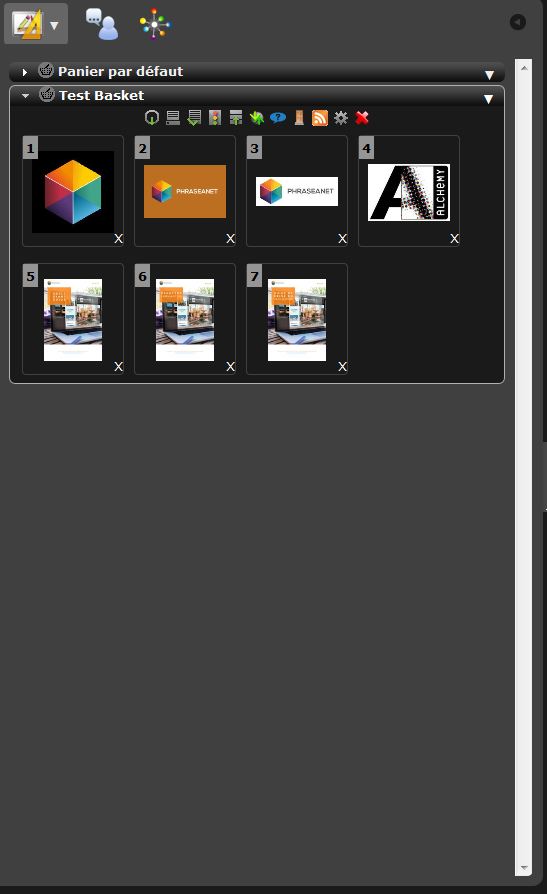 Panier par défaut
Test Basket
1 2 3 4
PHRASEANET PHRASEANET ALCHEMY
X X X X
5 6 7
X X X